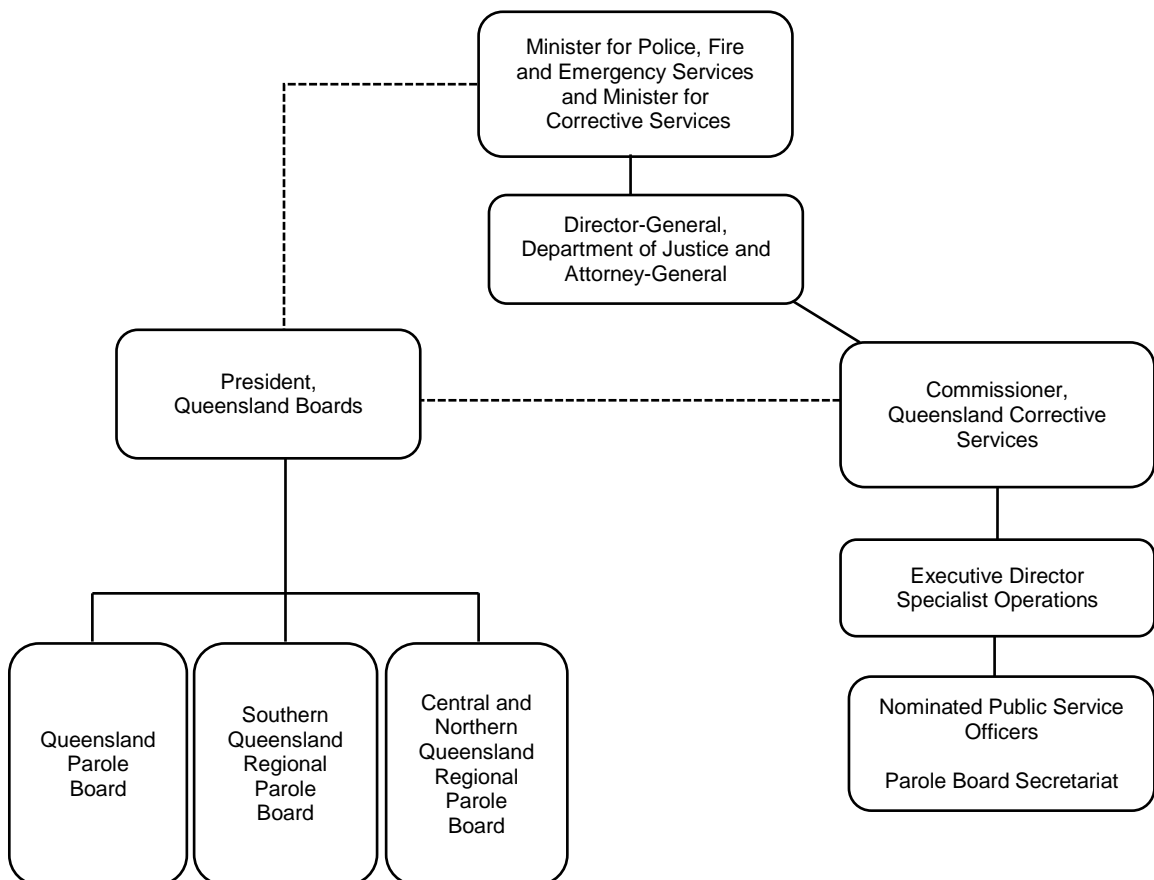 Minister for Police, Fire
and Emergency Services
and Minister for
Corrective Services
Director-General,
Department of Justice and
Attorney-General
President,
Queensland Boards
Commissioner,
Queensland Corrective
Services
Executive Director
Specialist Operations
Queensland
Parole
Board
Southern
Queensland
Regional
Parole
Board
Central and
Northern
Queensland
Regional
Parole
Board
Nominated Public Service
Officers
Parole Board Secretariat